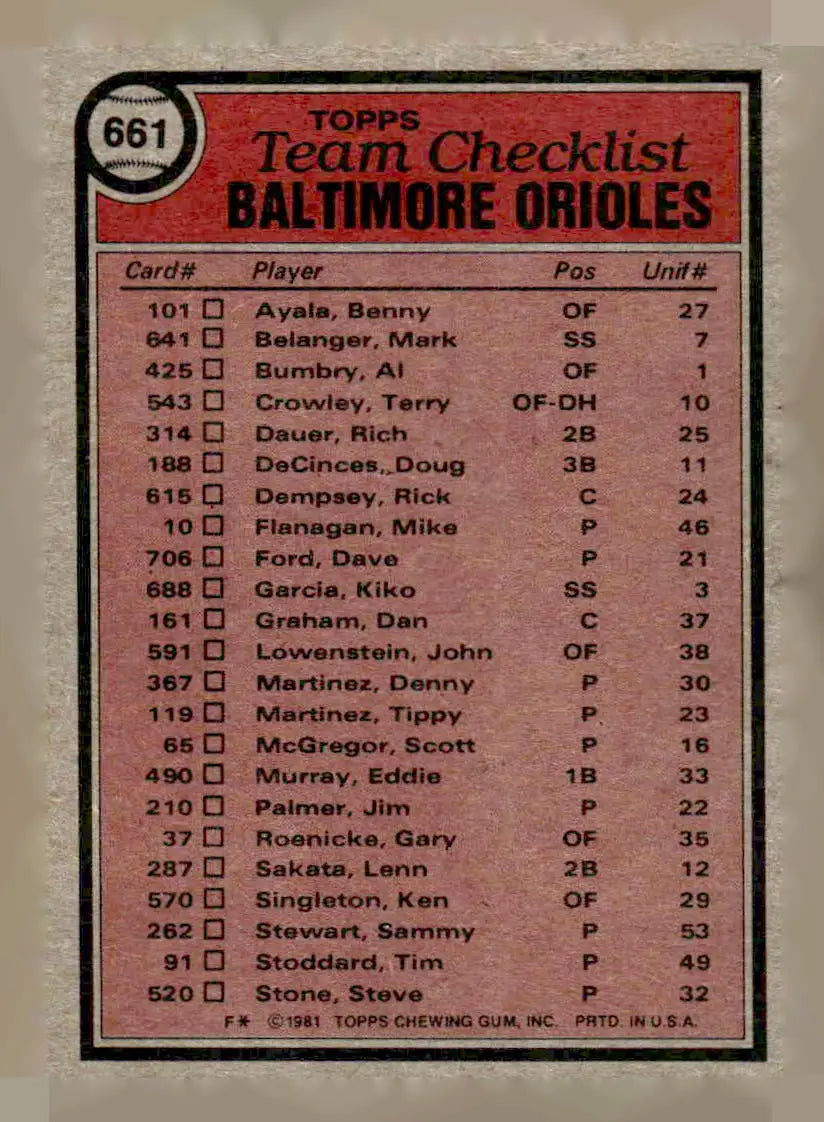 661
TOPPS
Team Checklist
BALTIMORE ORIOLES
Card# Player Pos Unif#
101 □ Ayala, Benny OF 27
641 □ Belanger, Mark SS 7
425 □ Bumbry, Al OF 1
543 □ Crowley, Terry OF-DH 10
314 □ Dauer, Rich 2B 25
188 □ DeCinces, Doug 3B 11
615 □ Dempsey, Rick C 24
10 □ Flanagan, Mike P 46
706 □ Ford, Dave P 21
688 □ Garcia, Kiko SS 3
161 □ Graham, Dan C 37
591 □ Lowenstein, John OF 38
367 □ Martinez, Denny P 30
119 □ Martinez, Tippy P 23
65 □ McGregor, Scott P 16
490 □ Murray, Eddie 1B 33
210 □ Palmer, Jim P 22
37 □ Roenicke, Gary OF 35
287 □ Sakata, Lenn 2B 12
570 □ Singleton, Ken OF 29
262 □ Stewart, Sammy P 53
91 □ Stoddard, Tim P 49
520 □ Stone, Steve P 32
F* ©1981 TOPPS CHEWING GUM, INC. PRTD. IN U.S.A.